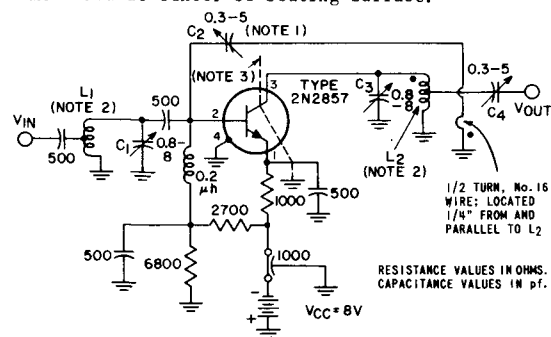 C2
0.3-5
(NOTE 1)
(NOTE 3)
3
TYPE
2N2857
C3
0.8
-8
0.3-5
C4
VOUT
L1
(NOTE 2)
500
2
4
1
VIN
500
C1
0.8-
8
0.2
μh
L2
(NOTE 2)
1000
500
1/2 TURN, No.16
WIRE; LOCATED
1/4" FROM AND
PARALLEL TO L2
2700
500
6800
1000
RESISTANCE VALUES IN OHMS.
CAPACITANCE VALUES IN pf.
-
+
VCC = 8V